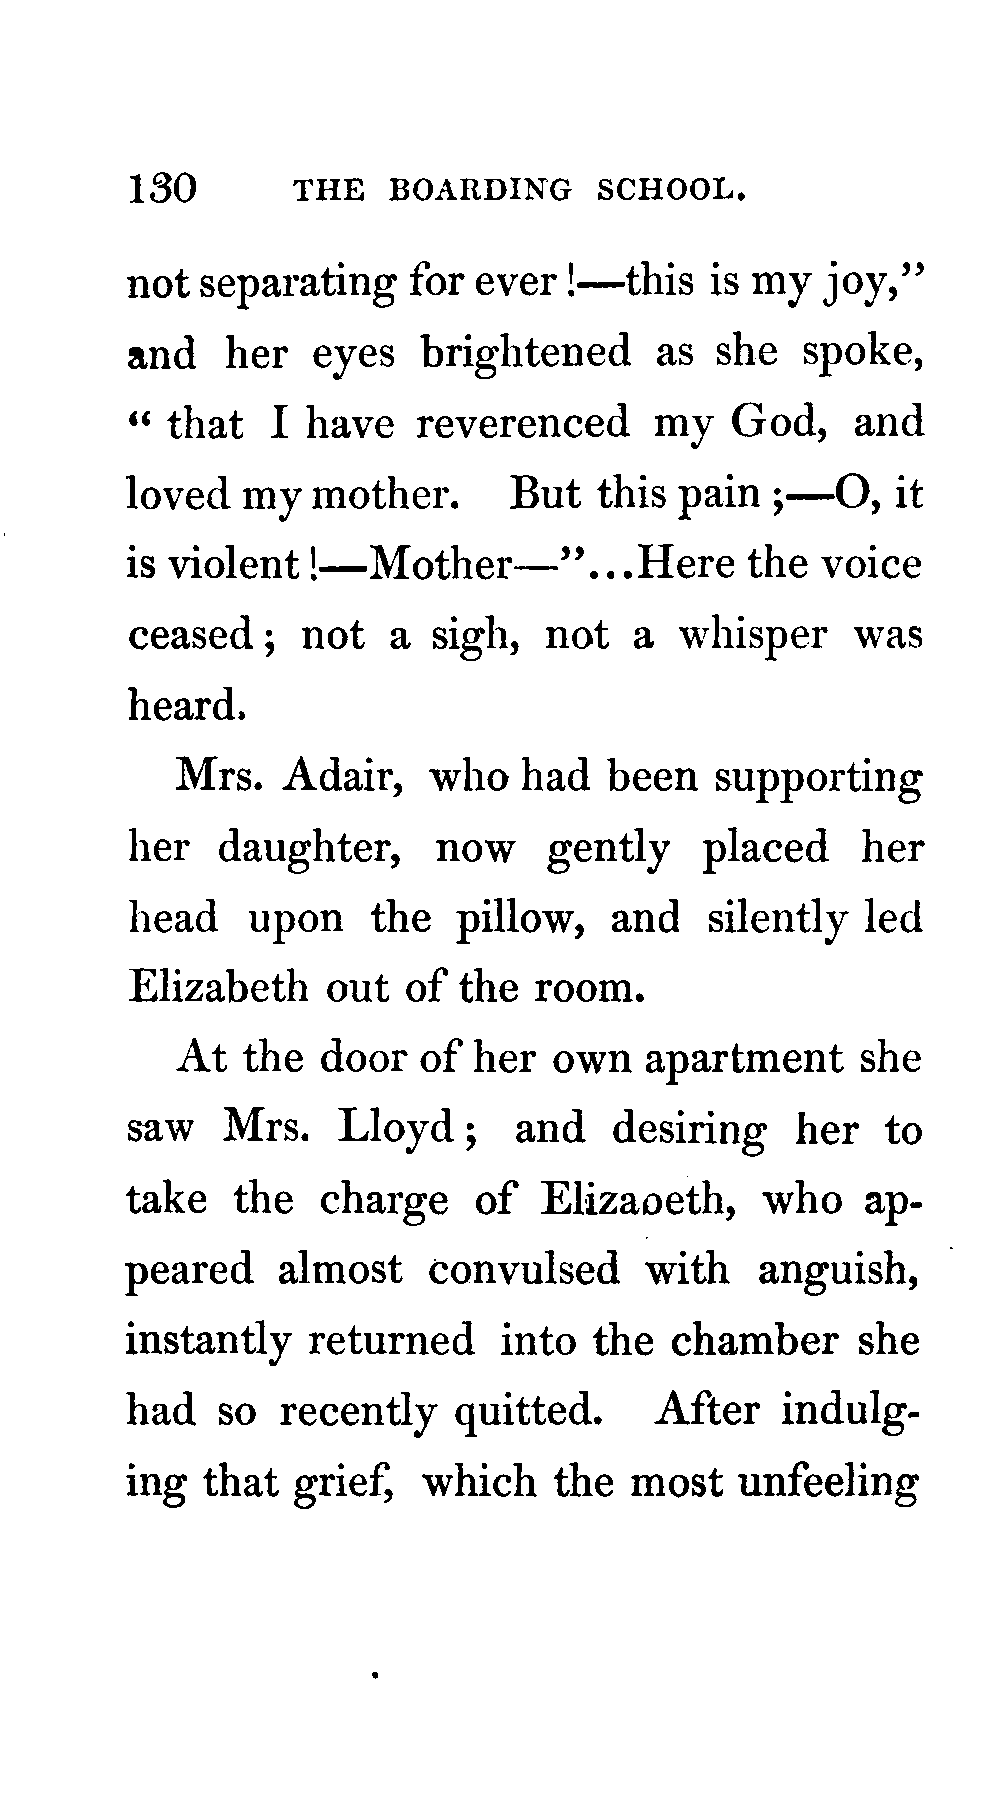 130 THE BOARDING SCHOOL.
not separating for ever !—this is my joy,”
and her eyes brightened as she spoke,
“ that I have reverenced my God, and
loved my mother. But this pain ;—O, it
is violent !—Mother—”...Here the voice
ceased ; not a sigh, not a whisper was
heard.
Mrs. Adair, who had been supporting
her daughter, now gently placed her
head upon the pillow, and silently led
Elizabeth out of the room.
At the door of her own apartment she
saw Mrs. Lloyd ; and desiring her to
take the charge of Elizabeth, who ap-
peared almost convulsed with anguish,
instantly returned into the chamber she
had so recently quitted. After indulg-
ing that grief, which the most unfeeling